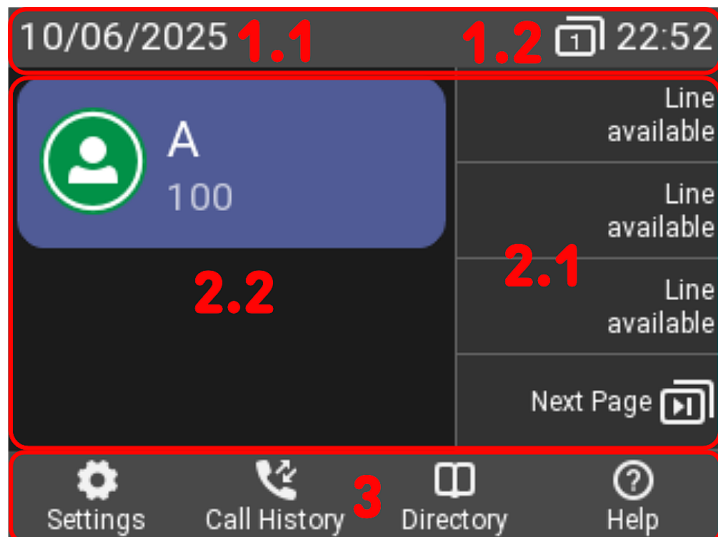 10/06/2025 1.1 1.2 1 22:52
A
100
Line
available
Line
available
2.1
2.2
Line
available
Next Page
Settings Call History 3 Directory Help